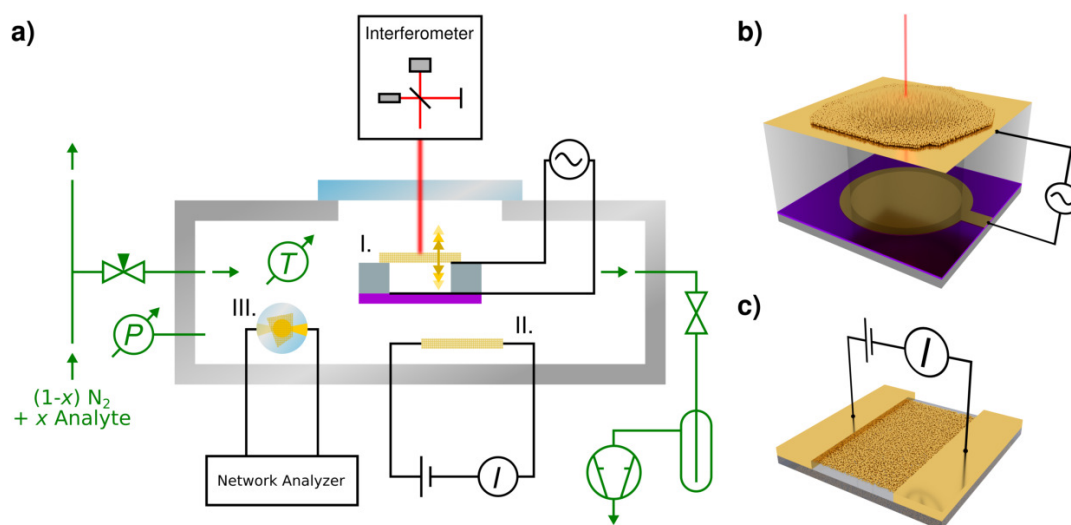 a)
Interferometer
b)
I.
T
III.
P
II.
c)
(1-x) N₂
+ x Analyte
Network Analyzer
I
I